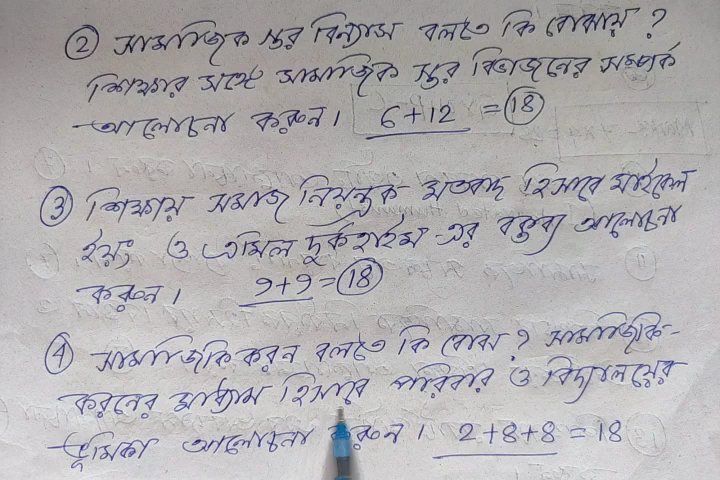 ② সামাজিক স্তর বিন্যাস বলতে কি বোঝায় ?
শিক্ষার সঙ্গে সামাজিক স্তর বিভাজনের সম্পর্ক
আলোচনা করুন। 6+12 = 18
③ শিক্ষায় সমাজ নিয়ন্ত্রক মতবাদ হিসাবে মাইকেল
ইয়ং ও এমিল দুর্কহাইম-এর বক্তব্য আলোচনা
করুন। 9+9 = 18
④ সামাজিকিকরন বলতে কি বোঝ ? সামাজিকি-
করনের মাধ্যম হিসাবে পরিবার ও বিদ্যালয়ের
ভূমিকা আলোচনা করুন। 2+8+8 = 18